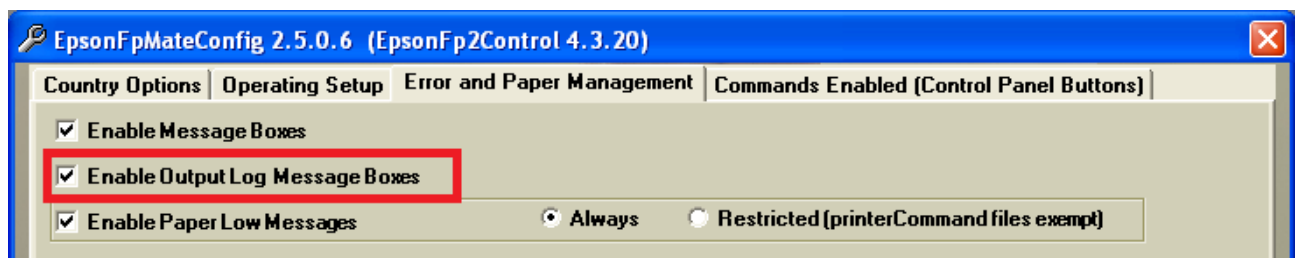 EpsonFpMateConfig 2.5.0.6 (EpsonFp2Control 4.3.20)
Country Options Operating Setup Error and Paper Management Commands Enabled (Control Panel Buttons)
Enable Message Boxes
Enable Output Log Message Boxes
Enable Paper Low Messages Always Restricted (printerCommand files exempt)